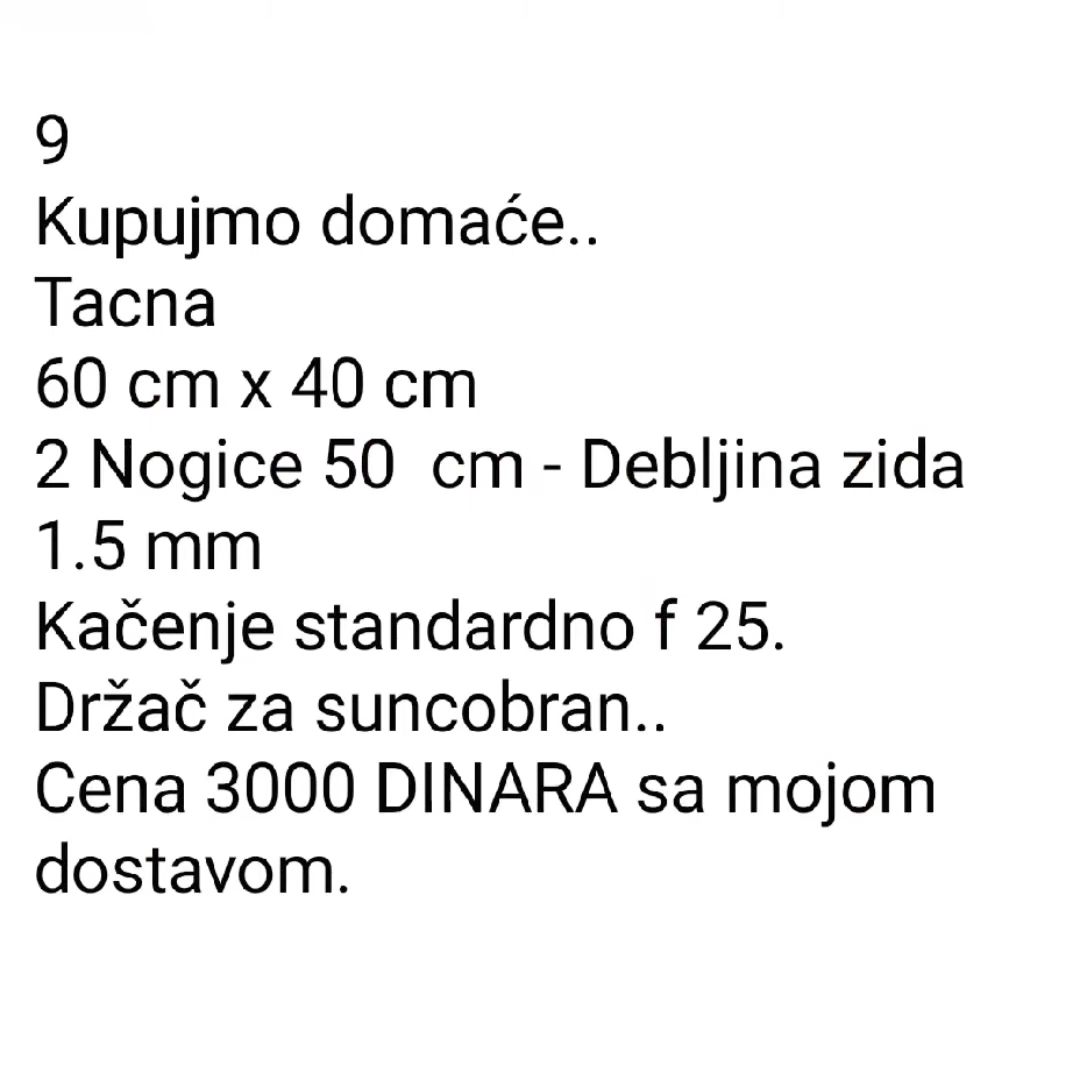 9
Kupujmo domaće..
Tacna
60 cm x 40 cm
2 Nogice 50  cm - Debljina zida
1.5 mm
Kačenje standardno f 25.
Držač za suncobran..
Cena 3000 DINARA sa mojom
dostavom.